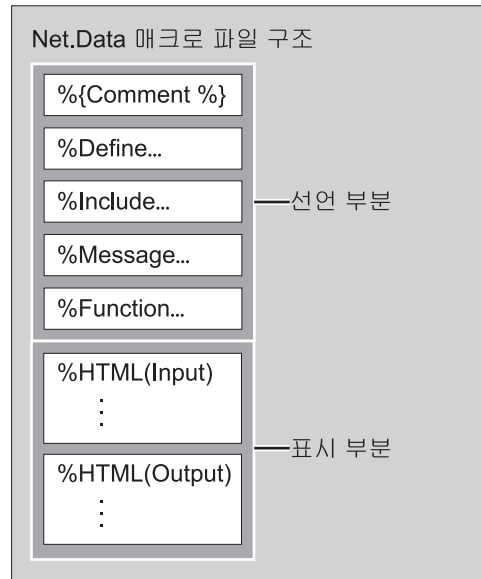 Net.Data 매크로 파일 구조
%{Comment %}
%Define...
%Include...
선언 부분
%Message...
%Function...
%HTML(Input)
표시 부분
%HTML(Output)